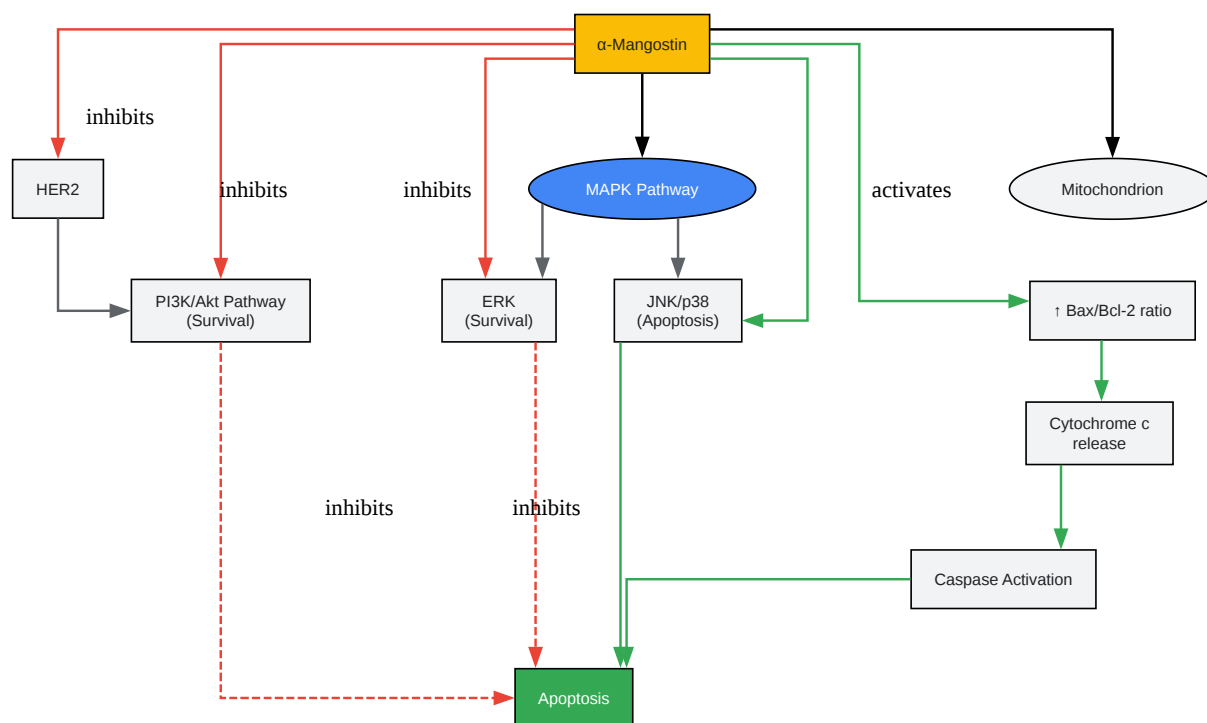 α-Mangostin
inhibits
HER2
inhibits
inhibits
MAPK Pathway
activates
Mitochondrion
PI3K/Akt Pathway
(Survival)
ERK
(Survival)
JNK/p38
(Apoptosis)
↑ Bax/Bcl-2 ratio
Cytochrome c
release
inhibits
inhibits
Caspase Activation
Apoptosis